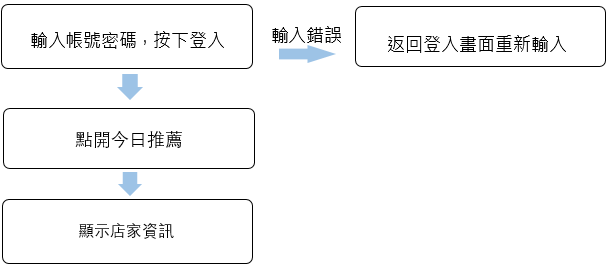 輸入帳號密碼，按下登入
輸入錯誤
返回登入畫面重新輸入
點開今日推薦
顯示店家資訊